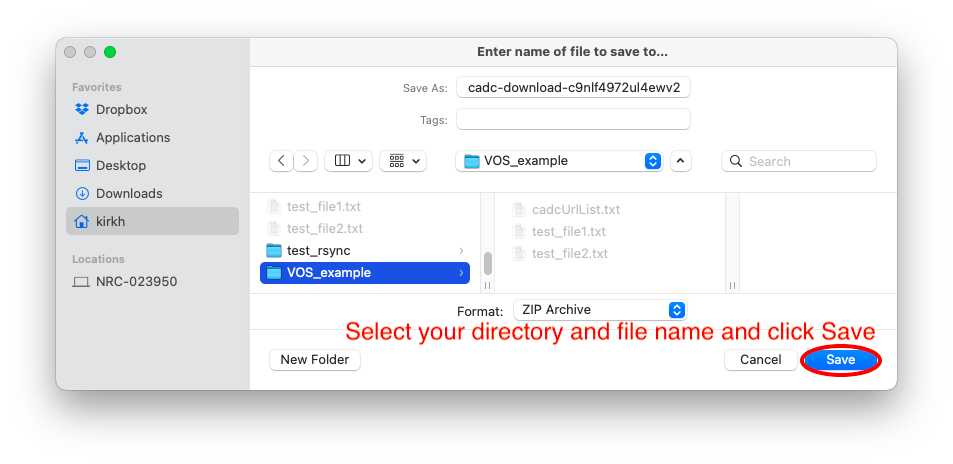 Enter name of file to save to...
Favorites
Dropbox
Applications
Desktop
Downloads
kirkh
Locations
NRC-023950
Save As: cadc-download-c9nlf4972ul4ewv2
Tags:
VOS_example
Search
test_file1.txt
test_file2.txt
test_rsync
VOS_example
cadcUrlList.txt
test_file1.txt
test_file2.txt
Format: ZIP Archive
Select your directory and file name and click Save
New Folder
Cancel
Save